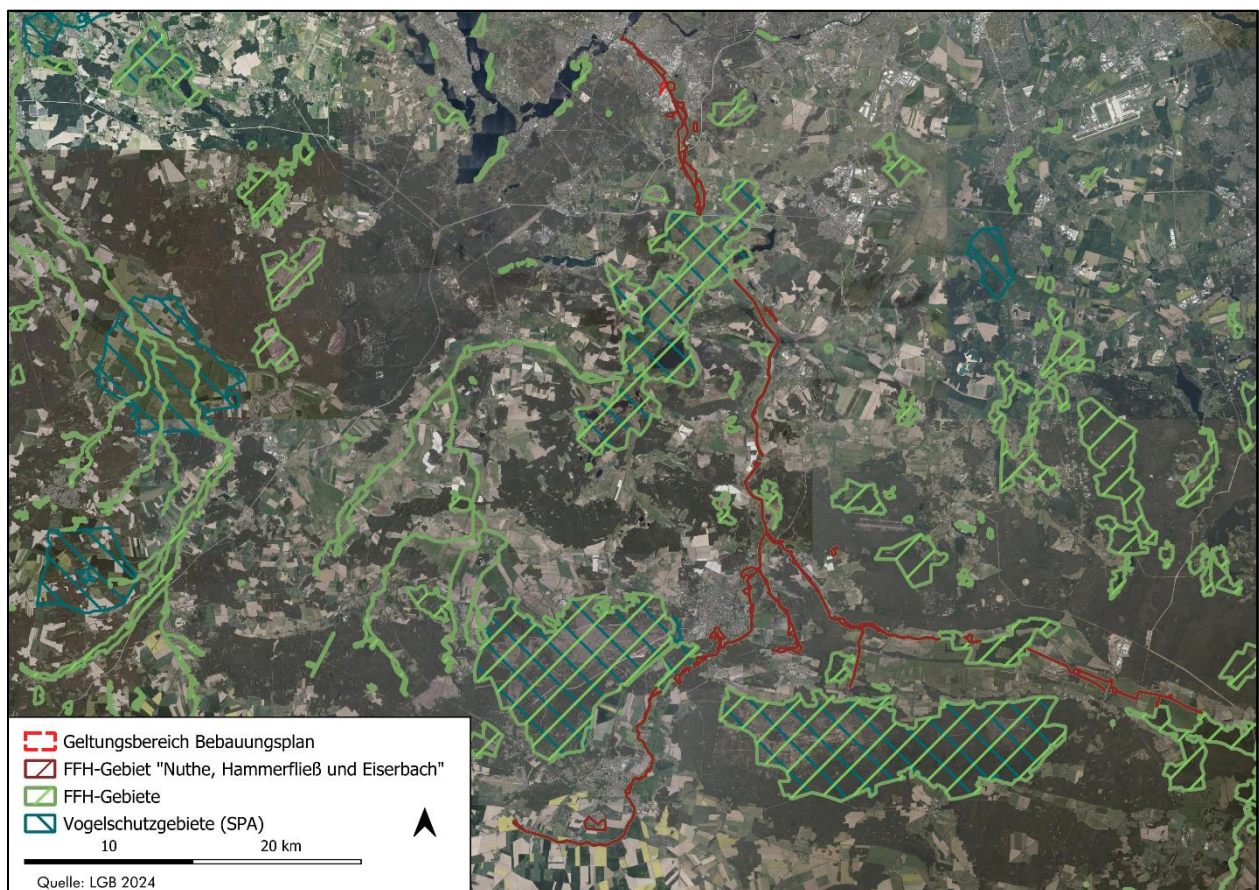 Geltungsbereich Bebauungsplan
FFH-Gebiet "Nuthe, Hammerfließ und Eiserbach"
FFH-Gebiete
Vogelschutzgebiete (SPA)
10 20 km
Quelle: LGB 2024